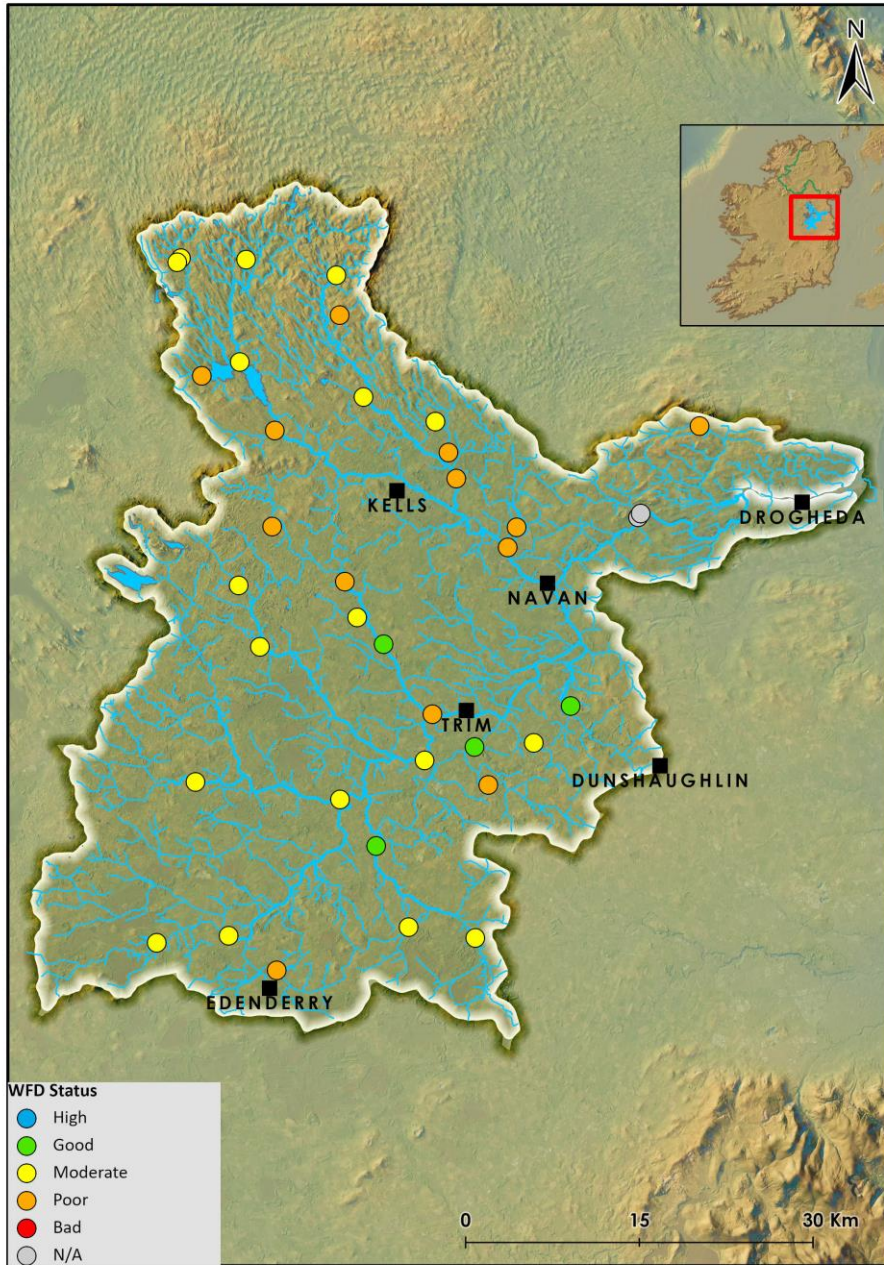 N
KELLS
DROGHEDA
NAVAN
TRIM
DUNSHAUGHLIN
EDENDERRY
WFD Status
High
Good
Moderate
Poor
Bad
N/A
0 15 30 Km